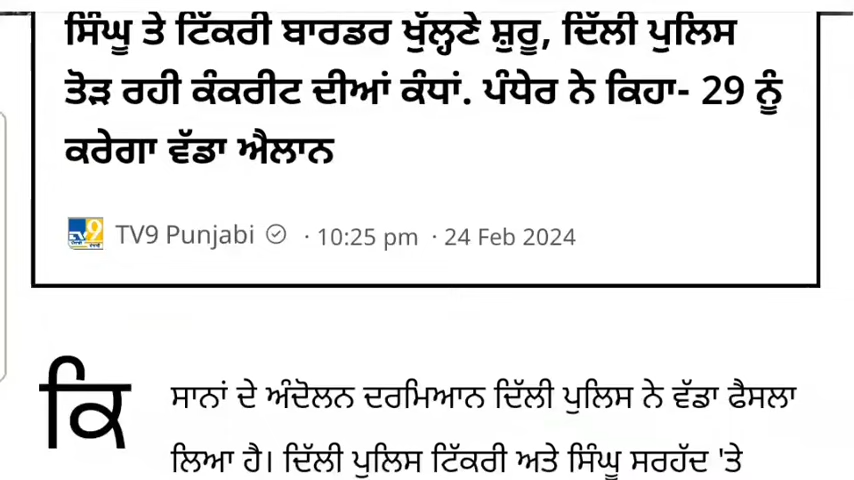 ਸਿੰਘੂ ਤੇ ਟਿੱਕਰੀ ਬਾਰਡਰ ਖੁੱਲ੍ਹਣੇ ਸ਼ੁਰੂ, ਦਿੱਲੀ ਪੁਲਿਸ
ਤੋੜ ਰਹੀ ਕੰਕਰੀਟ ਦੀਆਂ ਕੰਧਾਂ. ਪੰਧੇਰ ਨੇ ਕਿਹਾ- 29 ਨੂੰ
ਕਰੇਗਾ ਵੱਡਾ ਐਲਾਨ
TV9 Punjabi · 10:25 pm · 24 Feb 2024
ਕਿ ਸਾਨਾਂ ਦੇ ਅੰਦੋਲਨ ਦਰਮਿਆਨ ਦਿੱਲੀ ਪੁਲਿਸ ਨੇ ਵੱਡਾ ਫੈਸਲਾ
ਲਿਆ ਹੈ। ਦਿੱਲੀ ਪੁਲਿਸ ਟਿੱਕਰੀ ਅਤੇ ਸਿੰਘੂ ਸਰਹੱਦ 'ਤੇ